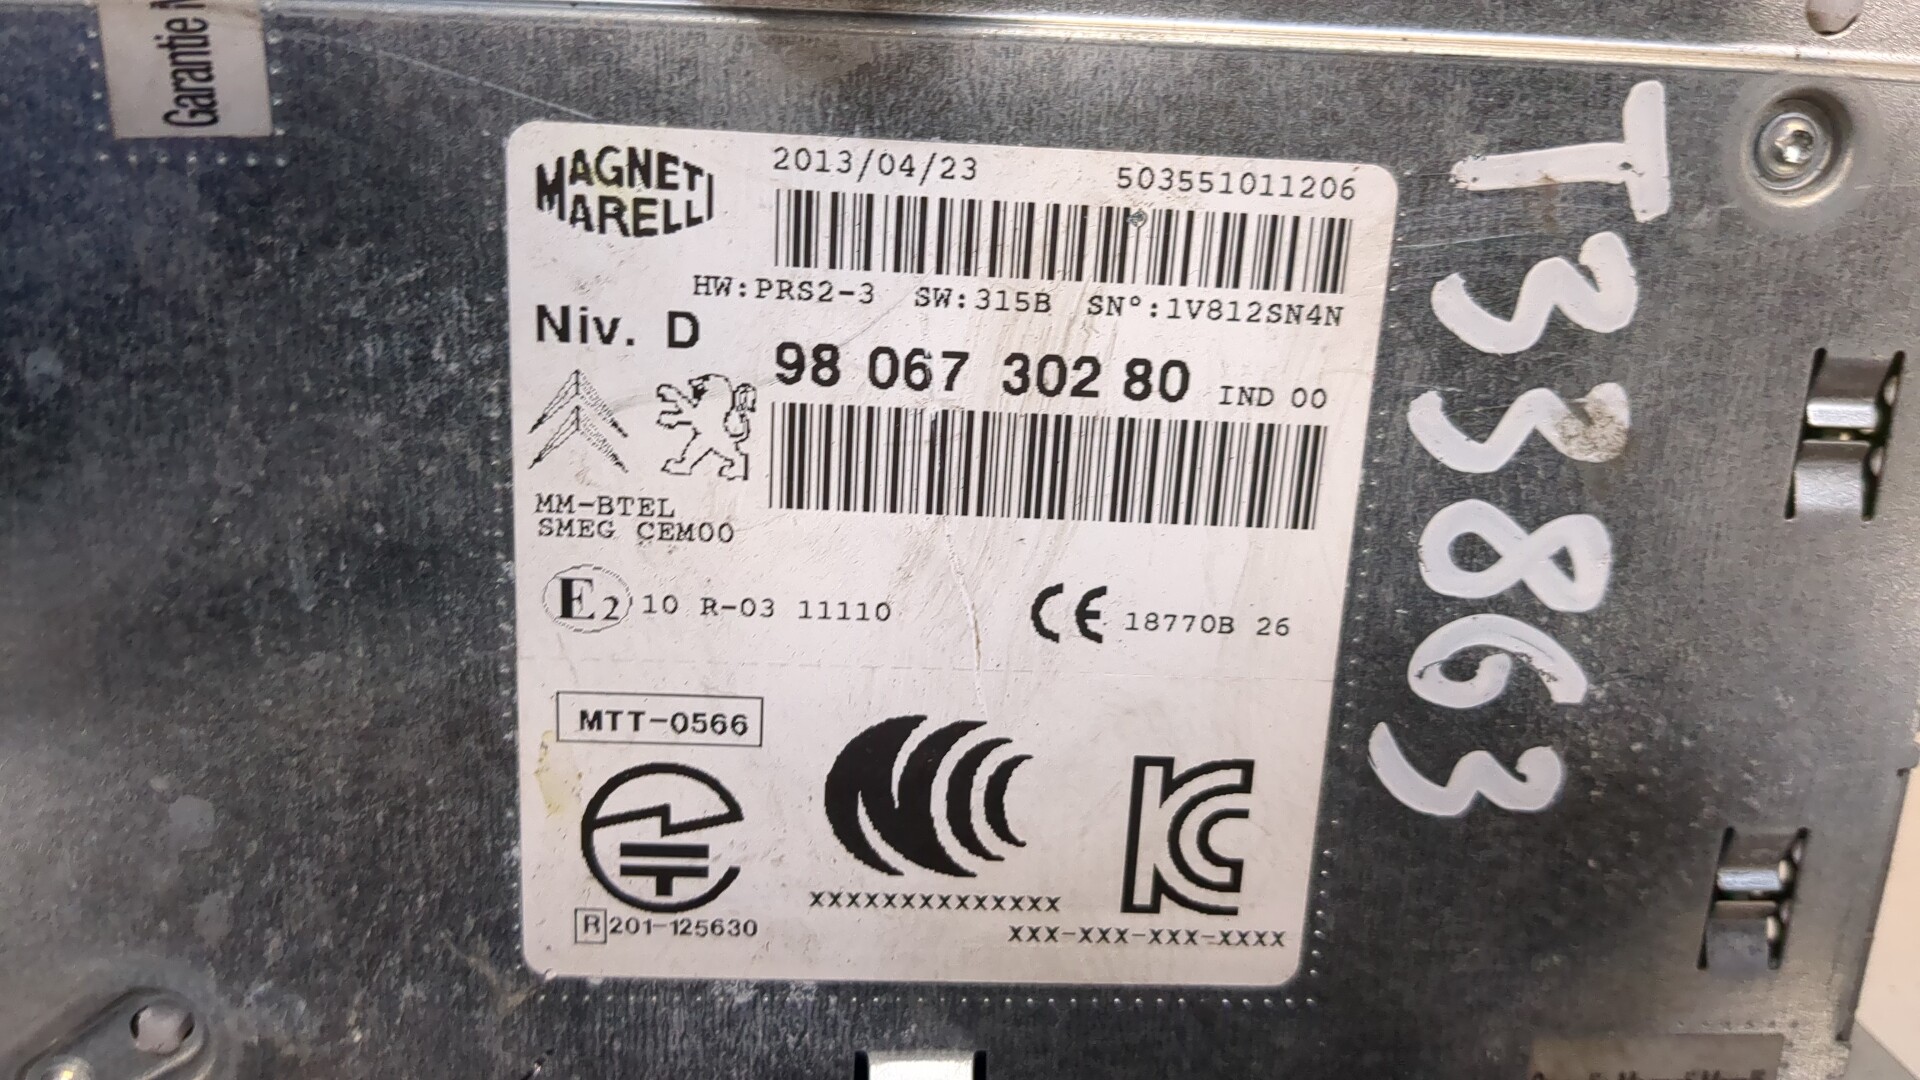 Garantie
MAGNETI
MARELLI
2013/04/23 503551011206
HW:PRS2-3 SW:315B SN°:1V812SN4N
Niv. D
98 067 302 80 IND 00
MM-BTEL
SMEG CEM00
E2 10 R-03 11110
CE 18770B 26
MTT-0566
R 201-125630
XXXXXXXXXXXXXX
XXX-XXX-XXX-XXXX
T33863